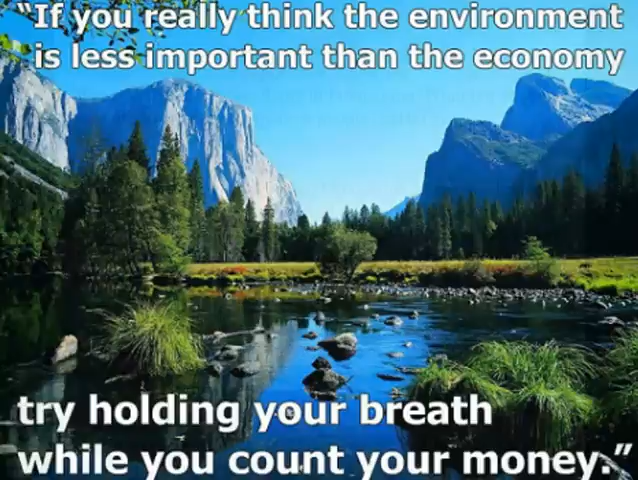 “If you really think the environment
is less important than the economy
try holding your breath
while you count your money.”